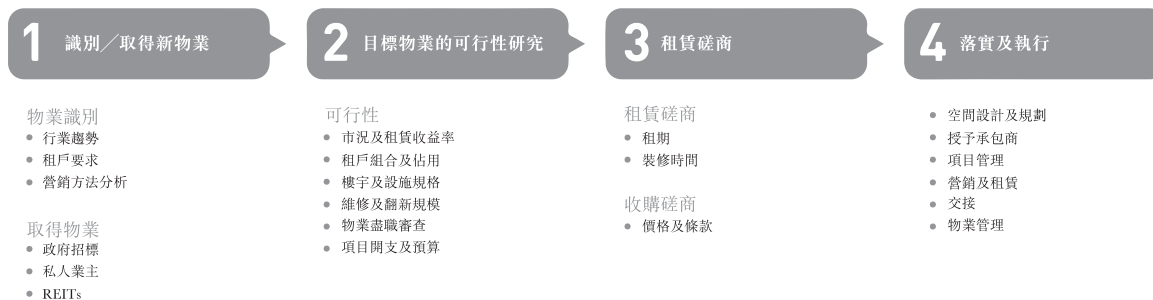 1 識別／取得新物業
物業識別
行業趨勢
租戶要求
營銷方法分析
取得物業
政府招標
私人業主
REITs
2 目標物業的可行性研究
可行性
市況及租賃收益率
租戶組合及佔用
樓宇及設施規格
維修及翻新規模
物業盡職審查
項目開支及預算
3 租賃磋商
租賃磋商
租期
裝修時間
收購磋商
價格及條款
4 落實及執行
空間設計及規劃
授予承包商
項目管理
營銷及租賃
交接
物業管理